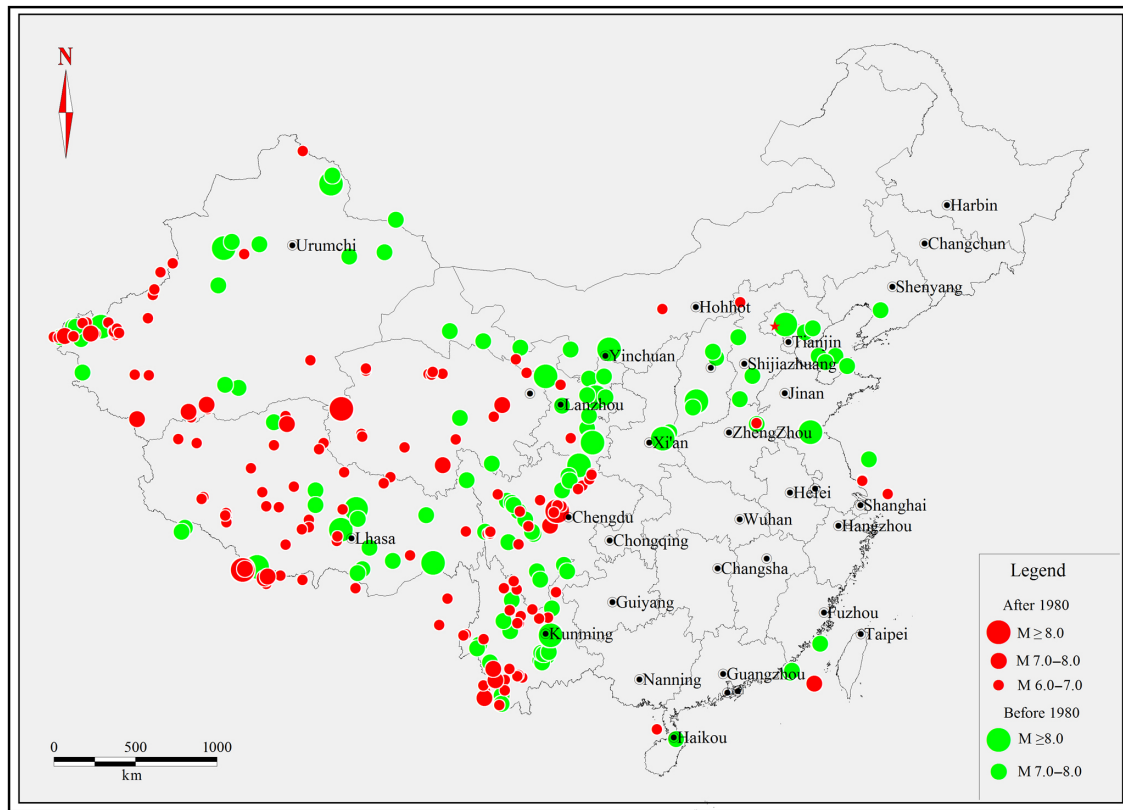 N
Harbin
Changchun
Urumchi
Shenyang
Hohhot
Tianjin
Yinchuan
Shijiazhuang
Jinan
Lanzhou
ZhengZhou
Xi'an
Hefei
Shanghai
Chengdu
Wuhan
Hangzhou
Lhasa
Chongqing
Changsha
Guiyang
Fuzhou
Kunming
Taipei
Guangzhou
Nanning
Haikou
0 500 1000
km
Legend
After 1980
M ≥ 8.0
M 7.0–8.0
M 6.0–7.0
Before 1980
M ≥8.0
M 7.0–8.0